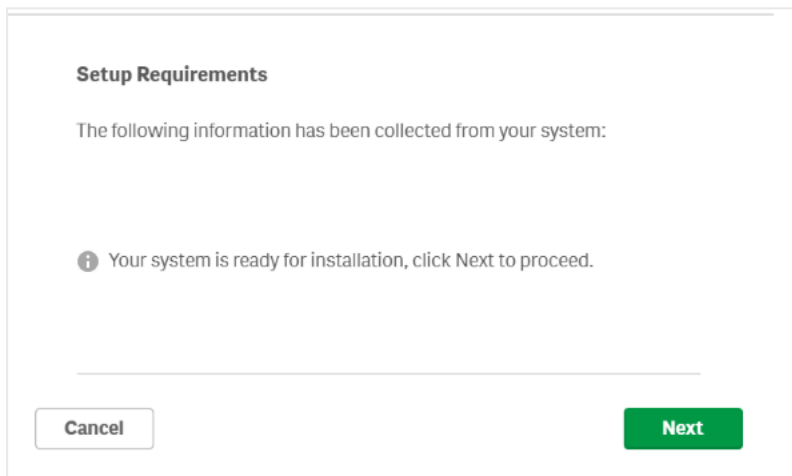 Setup Requirements
The following information has been collected from your system:
Your system is ready for installation, click Next to proceed.
Cancel
Next